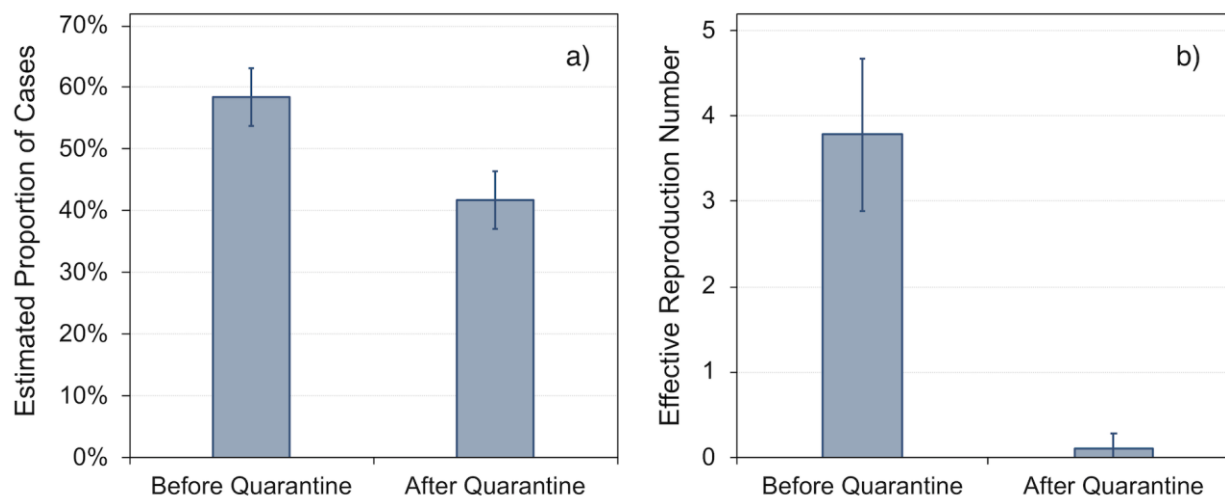 Estimated Proportion of Cases
70%
60%
50%
40%
30%
20%
10%
0%
a)
Before Quarantine
After Quarantine
Effective Reproduction Number
5
4
3
2
1
0
b)
Before Quarantine
After Quarantine